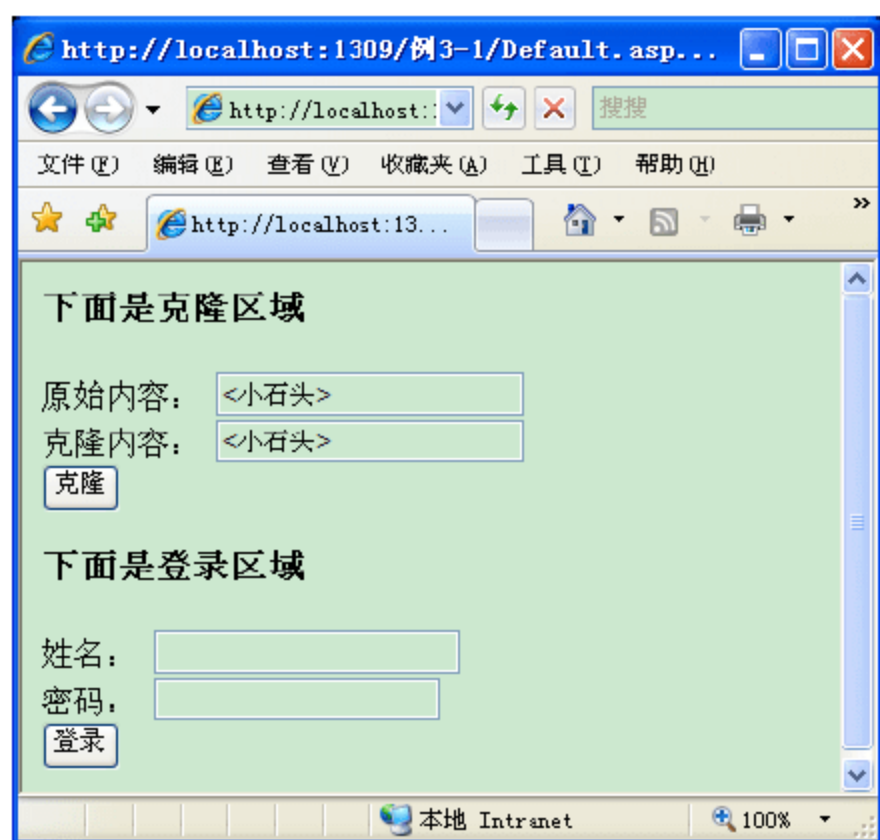 http://localhost:1309/例3-1/Default.asp...
http://localhost:
搜搜
文件(F) 编辑(E) 查看(V) 收藏夹(A) 工具(T) 帮助(H)
http://localhost:13...
下面是克隆区域
原始内容： <小石头>
克隆内容： <小石头>
克隆
下面是登录区域
姓名：
密码：
登录
本地 Intranet 100%